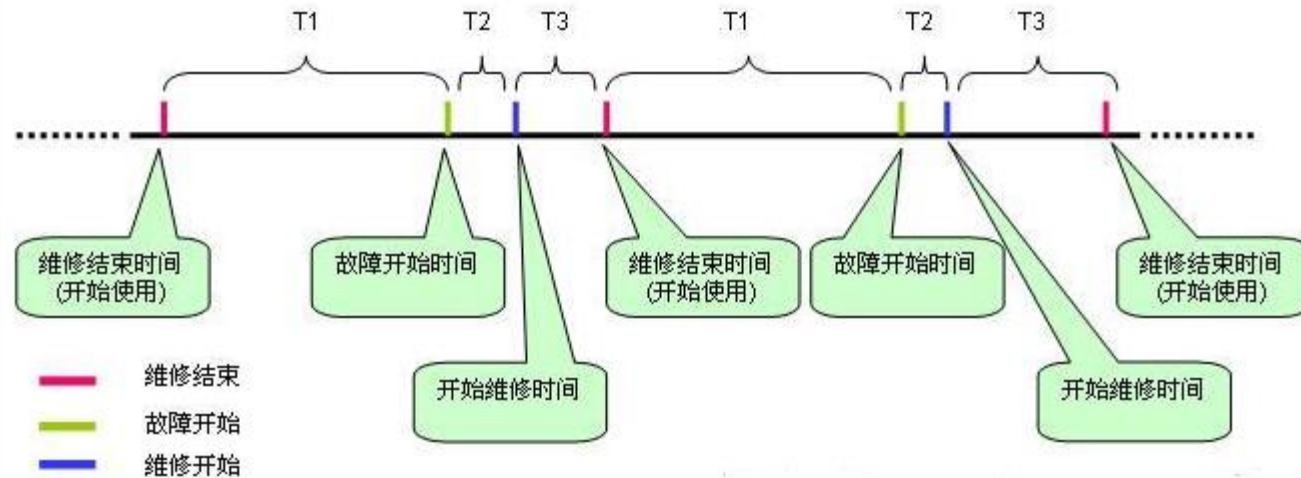 T1 T2 T3 T1 T2 T3
维修结束时间
(开始使用)
故障开始时间
维修结束时间
(开始使用)
故障开始时间
维修结束时间
(开始使用)
开始维修时间
开始维修时间
维修结束
故障开始
维修开始